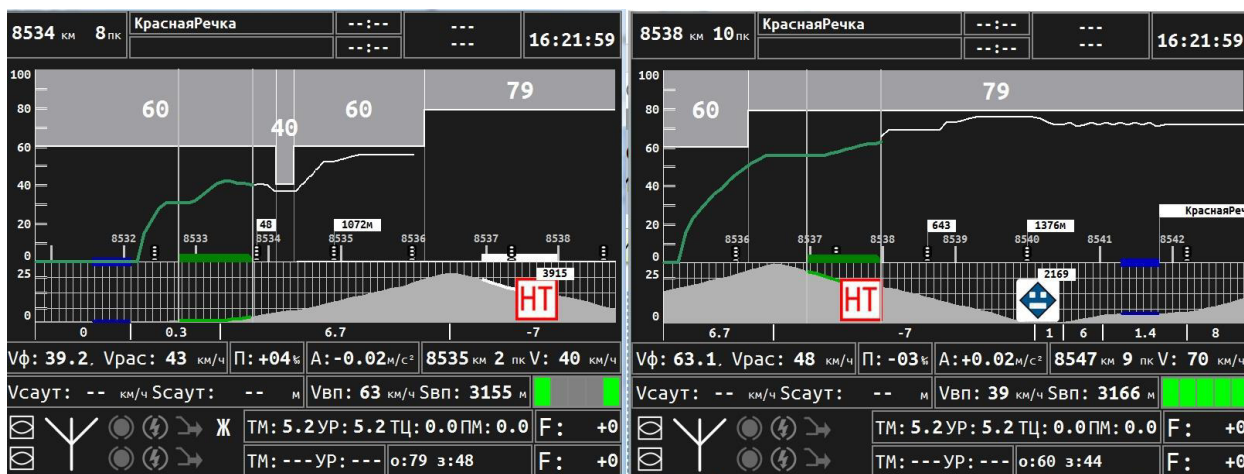 8534 км 8пк
КраснаяРечка
--:--
---
--:--
---
16:21:59
100
80
60
40
20
0
60
40
60
79
48
1072м
8532
8533
8534
8535
8536
8537
8538
3915
НТ
25
0
0
0.3
6.7
-7
Vф: 39.2, Vрас: 43 км/ч
П: +04‰
А:-0.02м/с²
8535 км 2 пк V: 40 км/ч
Vсаут: -- км/ч Sсаут: -- м
Vвп: 63 км/ч Sвп: 3155 м
Ж
ТМ: 5.2 УР: 5.2 ТЦ: 0.0 ПМ: 0.0
F: +0
ТМ: --- УР: ---
о:79 з:48
F: +0
8538 км 10пк
КраснаяРечка
--:--
---
--:--
---
16:21:59
100
80
60
40
20
0
60
79
643
1376м
КраснаяРеч
8536
8537
8538
8539
8540
8541
8542
2169
НТ
25
0
6.7
-7
1
6
1.4
8
Vф: 63.1, Vрас: 48 км/ч
П: -03‰
А:+0.02м/с²
8547 км 9 пк V: 70 км/ч
Vсаут: -- км/ч Sсаут: -- м
Vвп: 39 км/ч Sвп: 3166 м
ТМ: 5.2 УР: 5.2 ТЦ: 0.0 ПМ: 0.0
F: +0
ТМ: --- УР: ---
о:60 з:44
F: +0